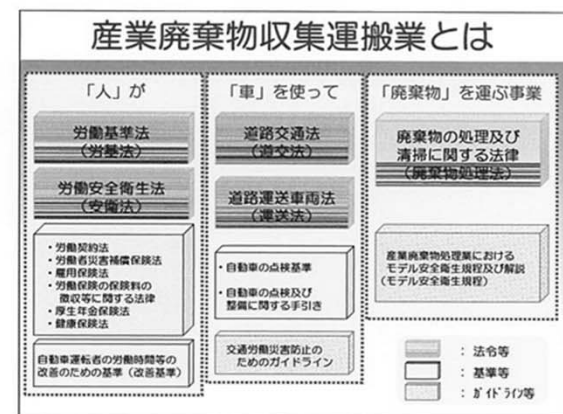 産業廃棄物収集運搬業とは
「人」が
労働基準法
(労基法)
労働安全衛生法
(安衛法)
・労働契約法
・労働者災害補償保険法
・雇用保険法
・労働保険の保険料の
徴収等に関する法律
・厚生年金保険法
・健康保険法
自動車運転者の労働時間等の
改善のための基準(改善基準)
「車」を使って
道路交通法
(道交法)
道路運送車両法
(運送法)
・自動車の点検基準
・自動車の点検及び
整備に関する手引き
交通労働災害防止の
ためのガイドライン
「廃棄物」を運ぶ事業
廃棄物の処理及び
清掃に関する法律
(廃棄物処理法)
産業廃棄物処理業における
モデル安全衛生規程及び解説
(モデル安全衛生規程)
:法令等
:基準等
:ガイドライン等